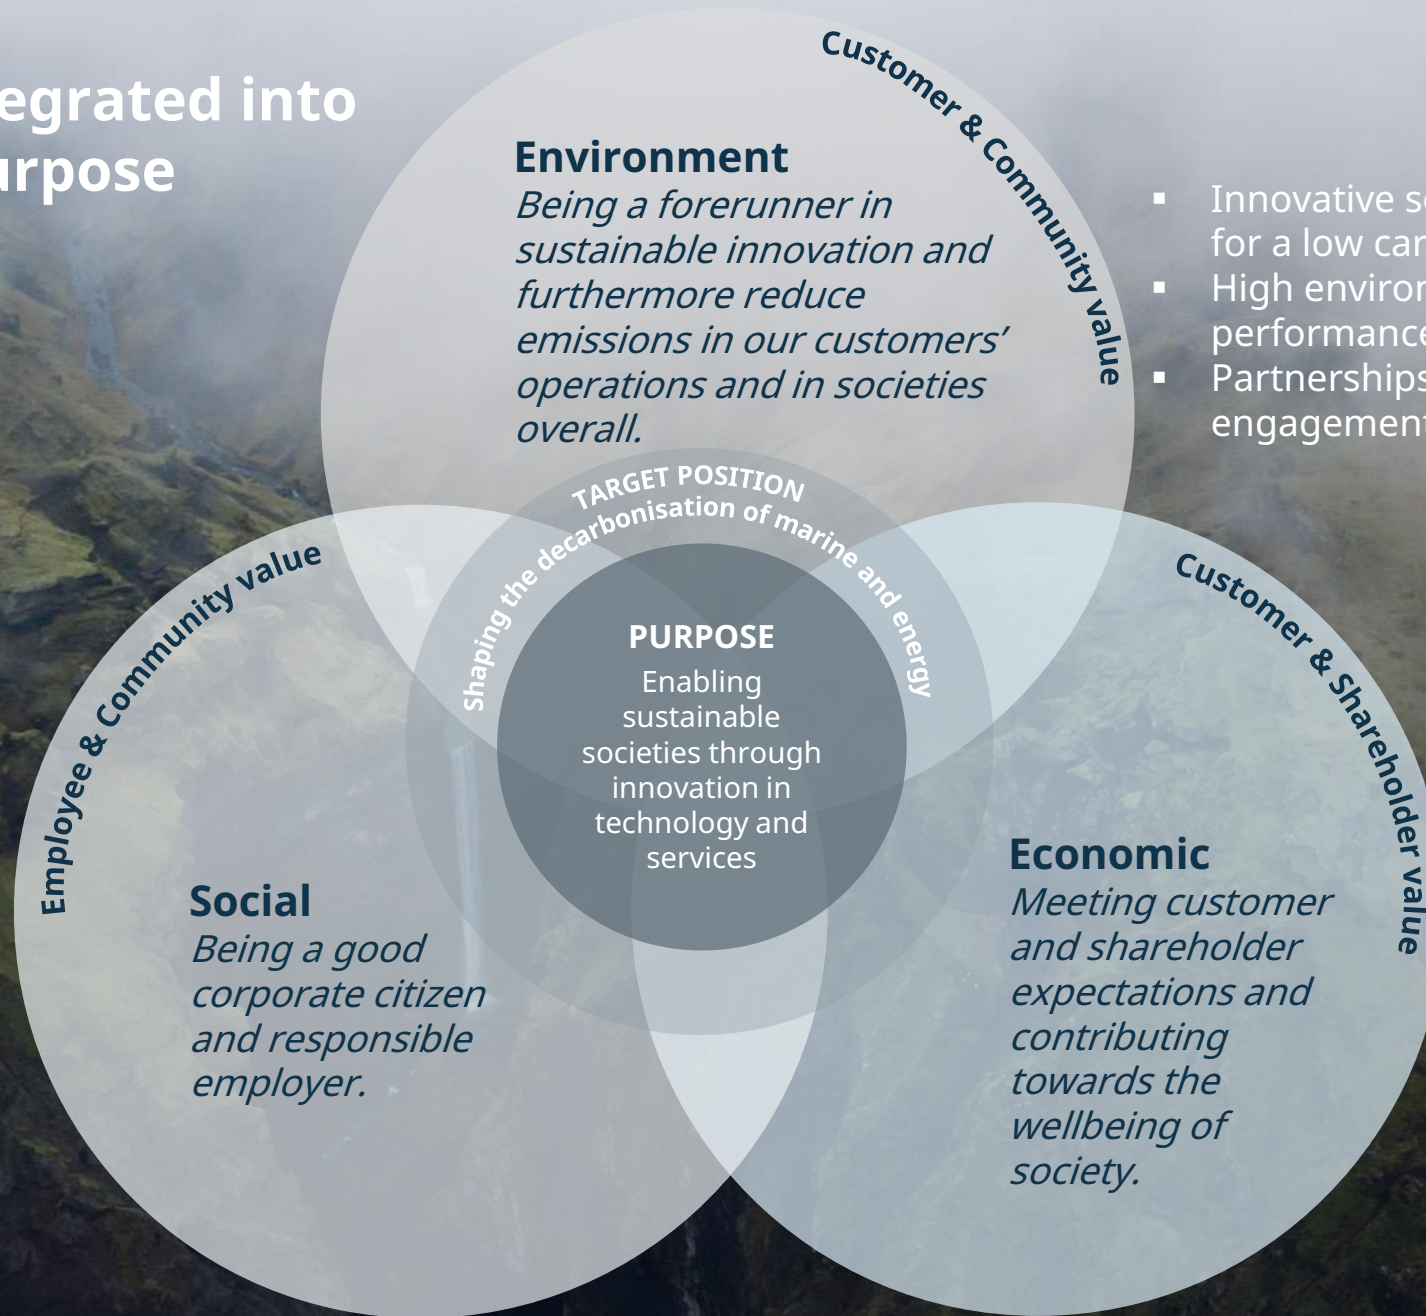 egrated into
urpose
Customer & Community value
Environment
Being a forerunner in
sustainable innovation and
furthermore reduce
emissions in our customers’
operations and in societies
overall.
Innovative
for a low
High
performance
Partnerships
engagement
TARGET POSITION
Shaping the decarbonisation of marine and energy
PURPOSE
Enabling
sustainable
societies through
innovation in
technology and
services
Employee & Community value
Social
Being a good
corporate citizen
and responsible
employer.
Customer & Shareholder value
Economic
Meeting customer
and shareholder
expectations and
contributing
towards the
wellbeing of
society.